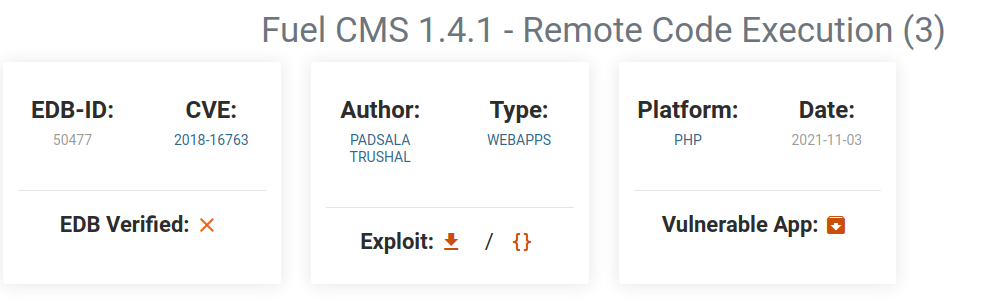 Fuel CMS 1.4.1 - Remote Code Execution (3)
EDB-ID:
50477
CVE:
2018-16763
EDB Verified:
Author:
PADSALA
TRUSHAL
Type:
WEBAPPS
Exploit: / {}
Platform:
PHP
Date:
2021-11-03
Vulnerable App: